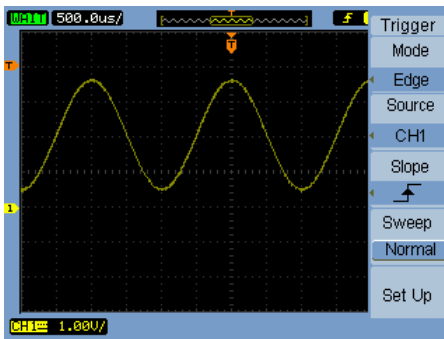 WAIT 500.0us/ T f
Trigger
Mode
Edge
Source
CH1
Slope
Sweep
Normal
Set Up
T
1
CH1 1.00V/